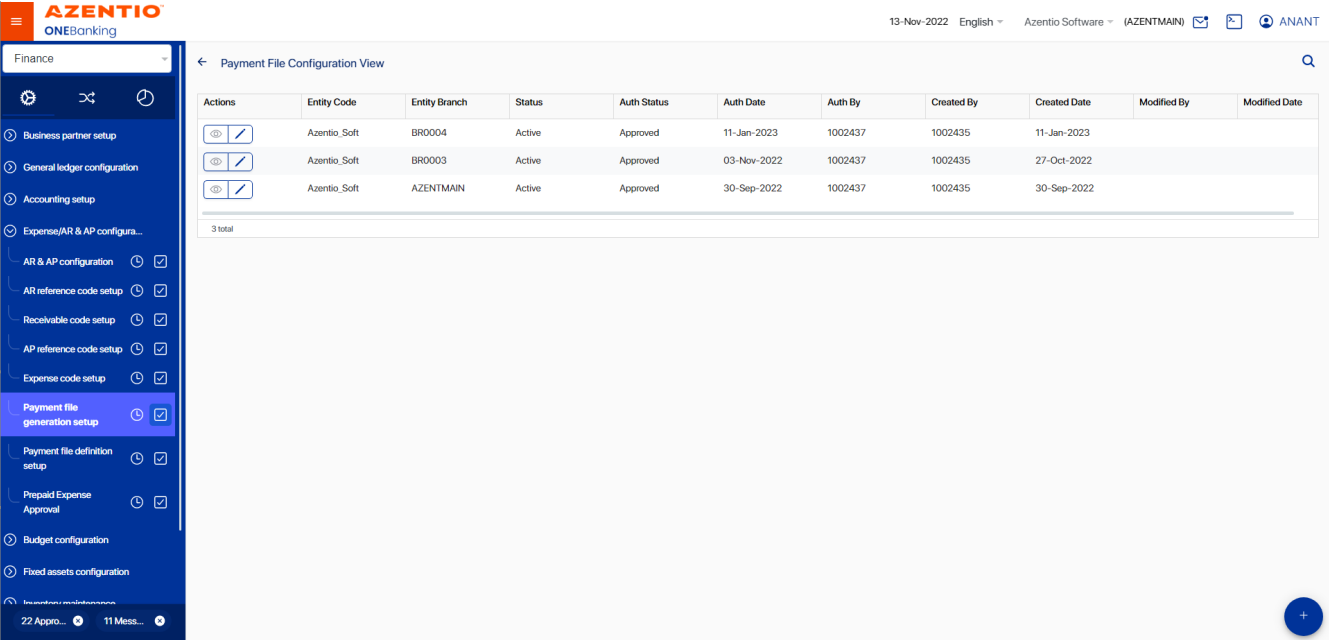 AZENTIO
ONEBanking
13-Nov-2022 English Azentio Software (AZENTMAIN) ANANT
Finance
Business partner setup
General ledger configuration
Accounting setup
Expense/AR & AP configura...
AR & AP configuration
AR reference code setup
Receivable code setup
AP reference code setup
Expense code setup
Payment file
generation setup
Payment file definition
setup
Prepaid Expense
Approval
Budget configuration
Fixed assets configuration
Inventory maintenance
22 Appro... 11 Mess...
Payment File Configuration View
Actions Entity Code Entity Branch Status Auth Status Auth Date Auth By Created By Created Date Modified By Modified Date
Azentio_Soft BR0004 Active Approved 11-Jan-2023 1002437 1002435 11-Jan-2023
Azentio_Soft BR0003 Active Approved 03-Nov-2022 1002437 1002435 27-Oct-2022
Azentio_Soft AZENTMAIN Active Approved 30-Sep-2022 1002437 1002435 30-Sep-2022
3 total